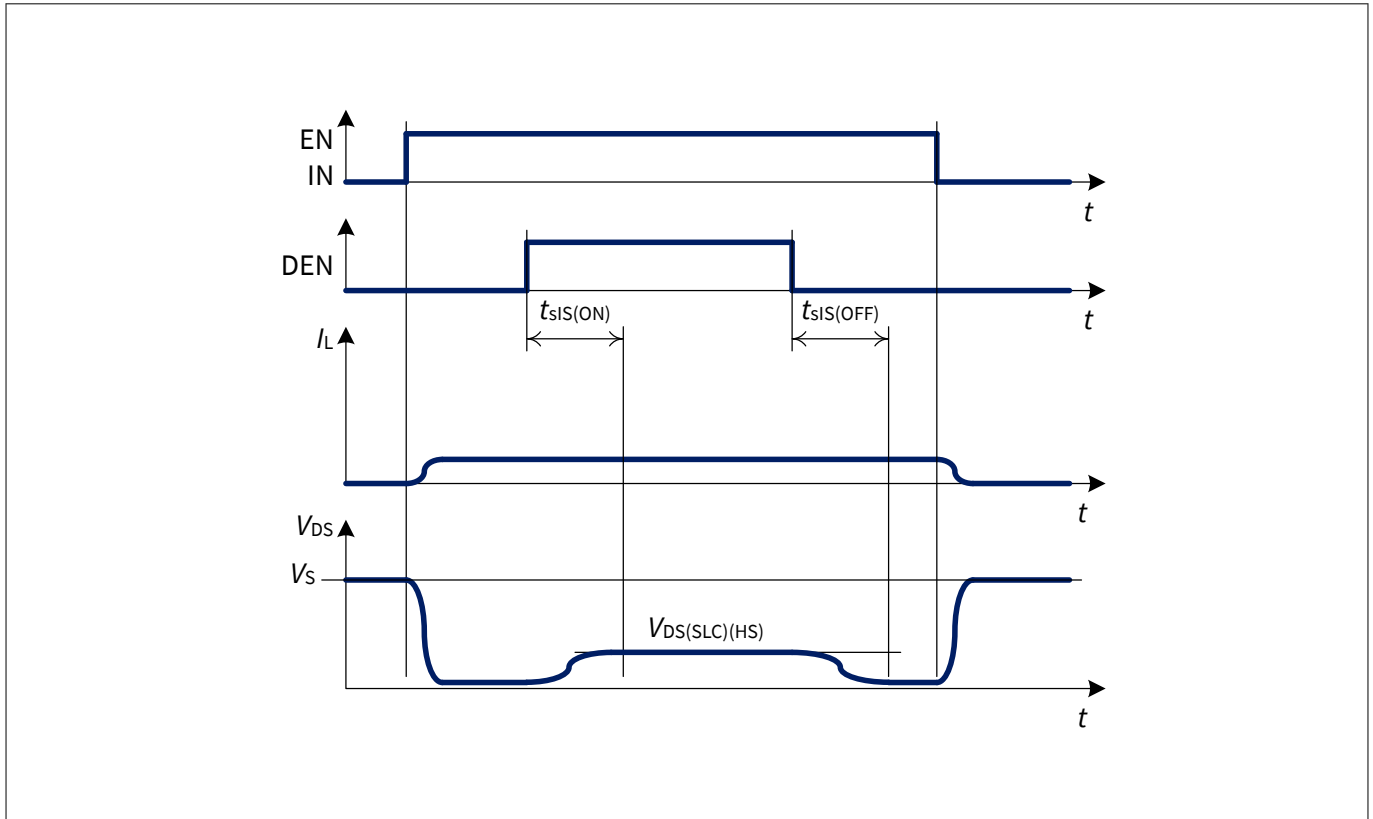 EN
IN
t
DEN
t
tsIS(ON)
tsIS(OFF)
IL
t
VDS
VS
VDS(SLC)(HS)
t